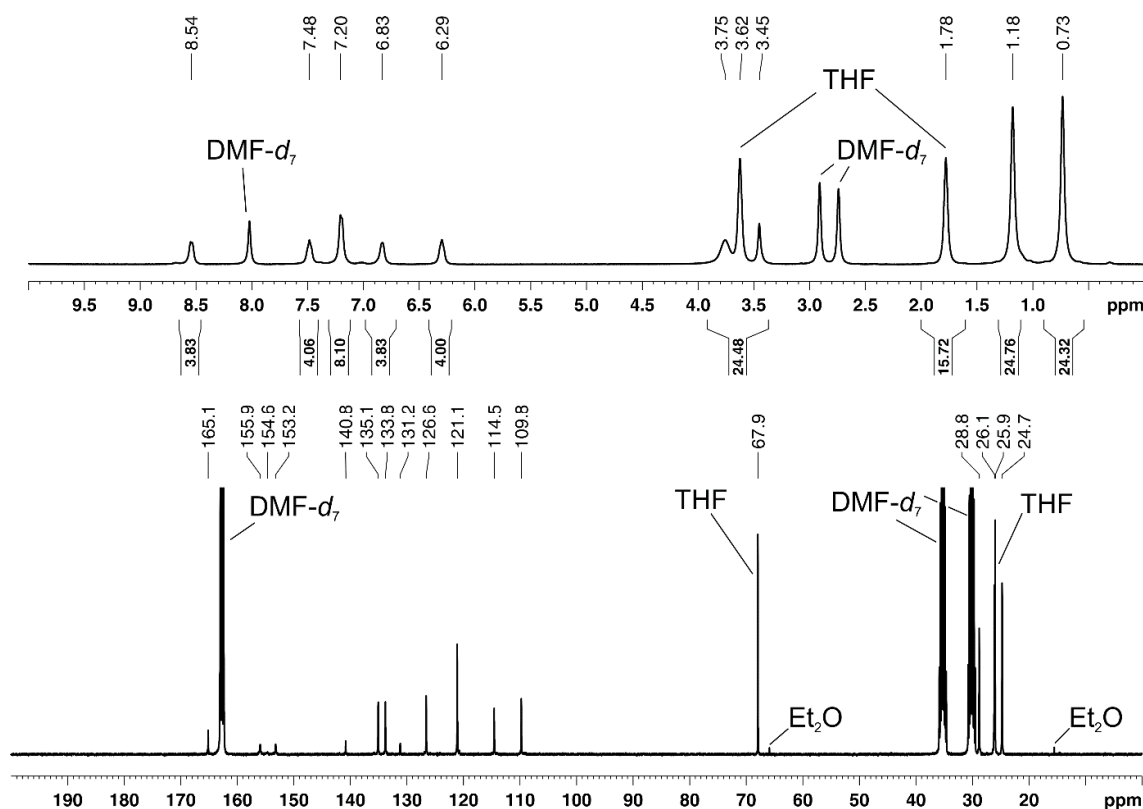 8.54 7.48 7.20 6.83 6.29 3.75 3.62 3.45 1.78 1.18 0.73
THF
DMF-d7 DMF-d7
9.5 9.0 8.5 8.0 7.5 7.0 6.5 6.0 5.5 5.0 4.5 4.0 3.5 3.0 2.5 2.0 1.5 1.0 ppm
3.83 4.06 8.10 3.83 4.00 24.48 15.72 24.76 24.32
165.1 155.9 154.6 153.2 140.8 135.1 133.8 131.2 126.6 121.1 114.5 109.8 67.9 28.8 26.1 25.9 24.7
DMF-d7 THF DMF-d7 THF
Et2O Et2O
190 180 170 160 150 140 130 120 110 100 90 80 70 60 50 40 30 20 ppm